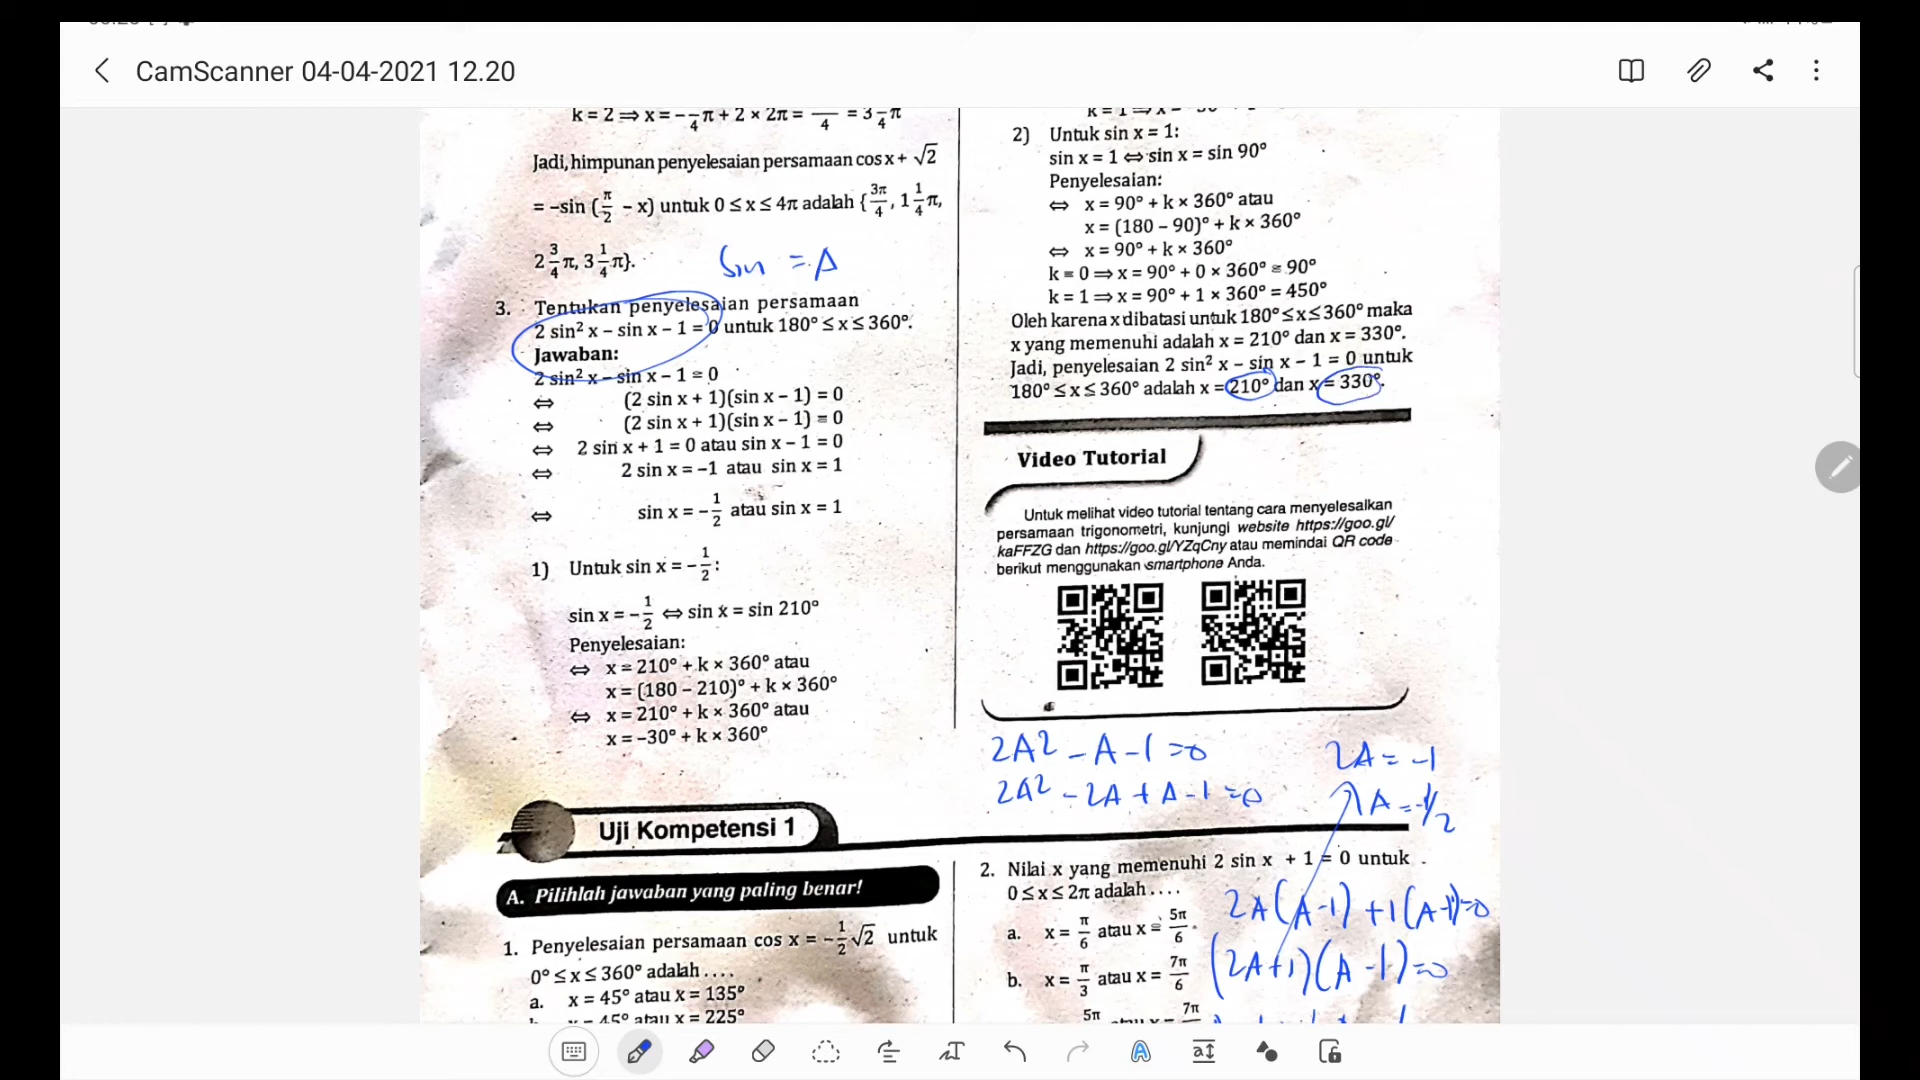 CamScanner 04-04-2021 12.20
Jadi, himpunan penyelesaian persamaan cos x + √2
= –sin (π/2 – x) untuk 0 ≤ x ≤ 4π adalah {3π/4, 1 1/4 π,
2 3/4 π, 3 1/4 π}.
Sin = A
3. Tentukan penyelesaian persamaan
2 sin² x – sin x – 1 = 0 untuk 180° ≤ x ≤ 360°.
Jawaban:
2 sin² x – sin x – 1 = 0
⇔ (2 sin x + 1)(sin x – 1) = 0
⇔ (2 sin x + 1)(sin x – 1) = 0
⇔ 2 sin x + 1 = 0 atau sin x – 1 = 0
⇔ 2 sin x = –1 atau sin x = 1
⇔ sin x = –1/2 atau sin x = 1
1) Untuk sin x = –1/2:
sin x = –1/2 ⇔ sin x = sin 210°
Penyelesaian:
⇔ x = 210° + k × 360° atau
x = (180 – 210)° + k × 360°
⇔ x = 210° + k × 360° atau
x = –30° + k × 360°
2) Untuk sin x = 1:
sin x = 1 ⇔ sin x = sin 90°
Penyelesaian:
⇔ x = 90° + k × 360° atau
x = (180 – 90)° + k × 360°
⇔ x = 90° + k × 360°
k = 0 ⇒ x = 90° + 0 × 360° = 90°
k = 1 ⇒ x = 90° + 1 × 360° = 450°
Oleh karena x dibatasi untuk 180° ≤ x ≤ 360° maka
x yang memenuhi adalah x = 210° dan x = 330°.
Jadi, penyelesaian 2 sin² x – sin x – 1 = 0 untuk
180° ≤ x ≤ 360° adalah x = 210° dan x = 330°.
Video Tutorial
Untuk melihat video tutorial tentang cara menyelesaikan
persamaan trigonometri, kunjungi website https://goo.gl/
kaFFZG dan https://goo.gl/YZqCny atau memindai QR code
berikut menggunakan smartphone Anda.
2A2 – A – 1 = 0
2A2 – 2A + A – 1 = 0
2A = –1
A = –1/2
Uji Kompetensi 1
A. Pilihlah jawaban yang paling benar!
1. Penyelesaian persamaan cos x = –1/2 √2 untuk
0° ≤ x ≤ 360° adalah . . . .
a. x = 45° atau x = 135°
x = 45° atau x = 225°
2. Nilai x yang memenuhi 2 sin x + 1 = 0 untuk
0 ≤ x ≤ 2π adalah . . . .
a. x = π/6 atau x = 5π/6.
b. x = π/3 atau x = 7π/6
2A(A–1) + 1(A–1) = 0
(2A+1)(A–1) = 0